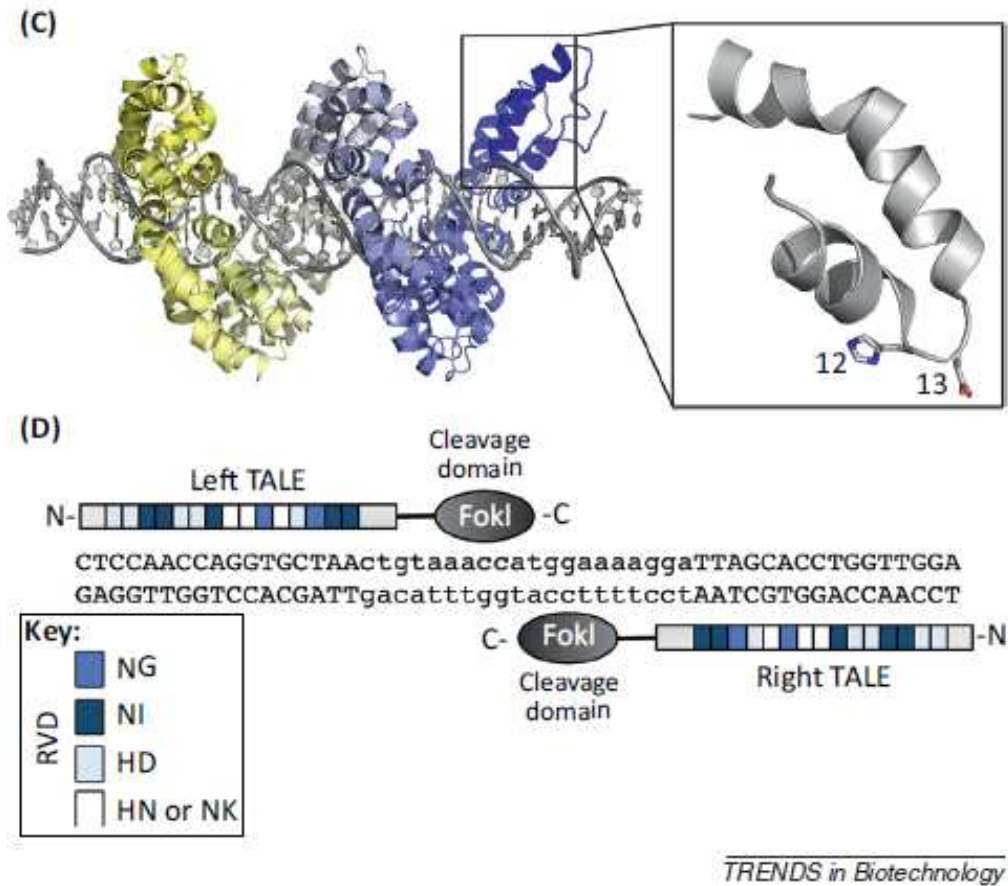 (C)
12
13
(D)
Cleavage
domain
Left TALE
N-
FokI
-C
CTCCAACCAGGTGCTAActgtaaaccatggaaaaggaTTAGCACCTGGTTGGA
GAGGTTGGTCCACGATTgacatttggtaccttttcctAATCGTGGACCAACCT
C-
FokI
-N
Cleavage
domain
Right TALE
Key:
RVD
NG
NI
HD
HN or NK
TRENDS in Biotechnology